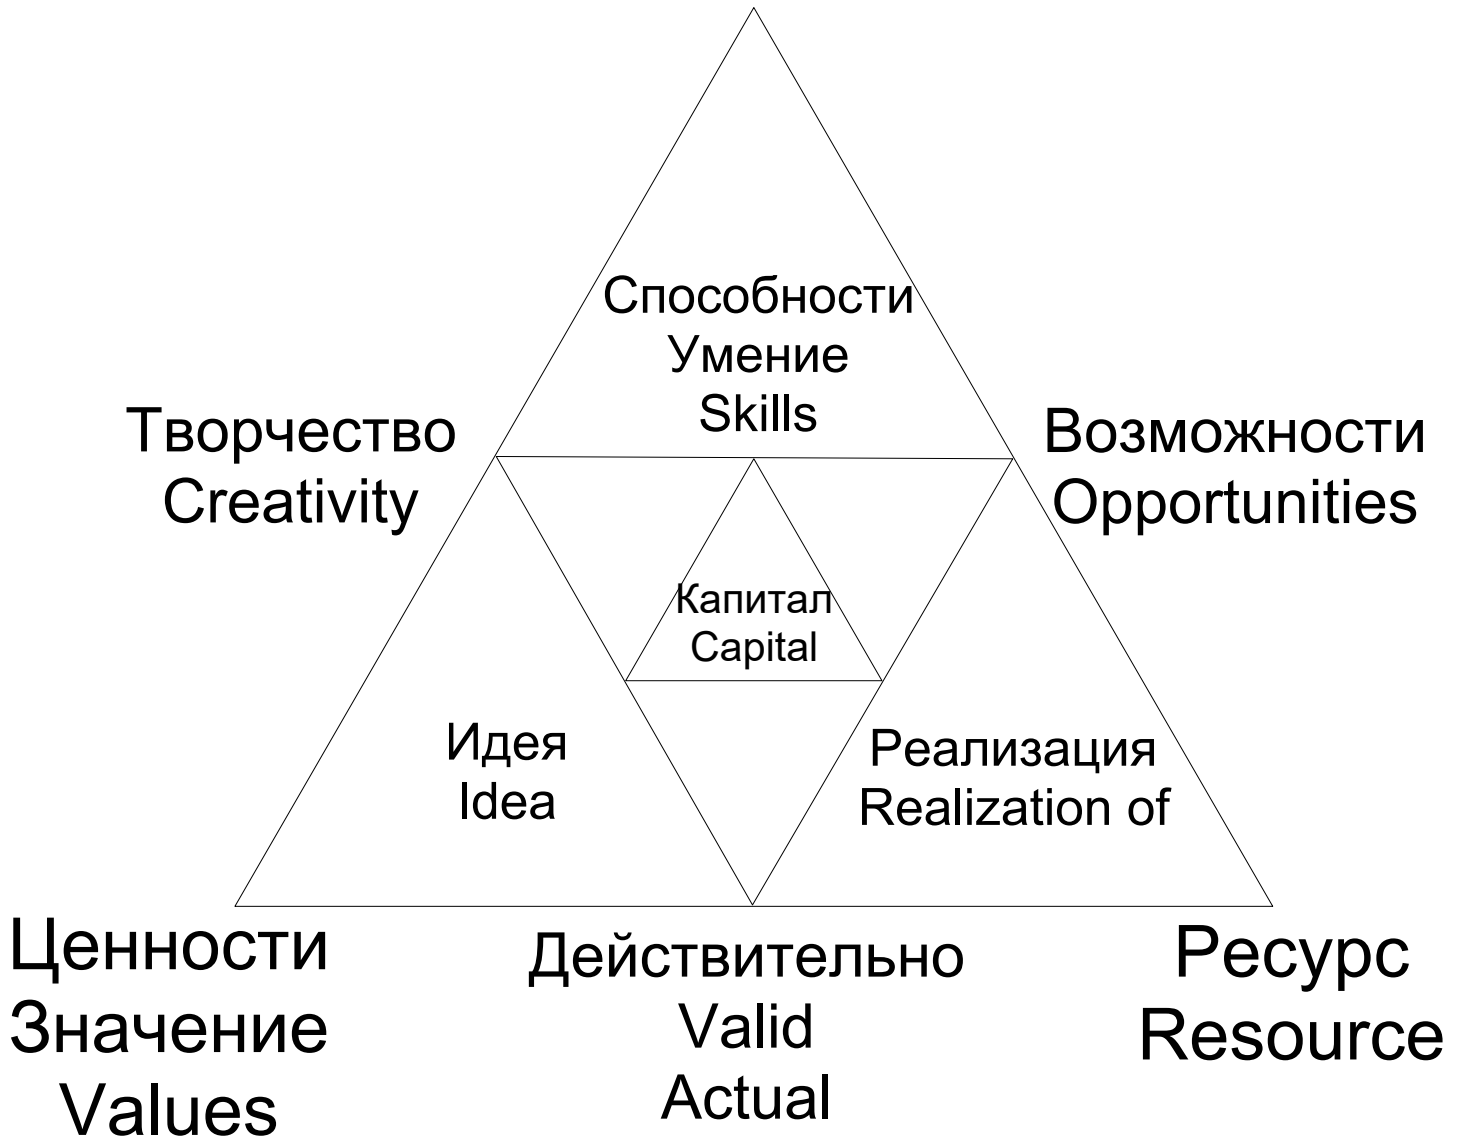 Способности
Умение
Skills
Творчество
Creativity
Возможности
Opportunities
Капитал
Capital
Идея
Idea
Реализация
Realization of
Ценности
Значение
Values
Действительно
Valid
Actual
Ресурс
Resource